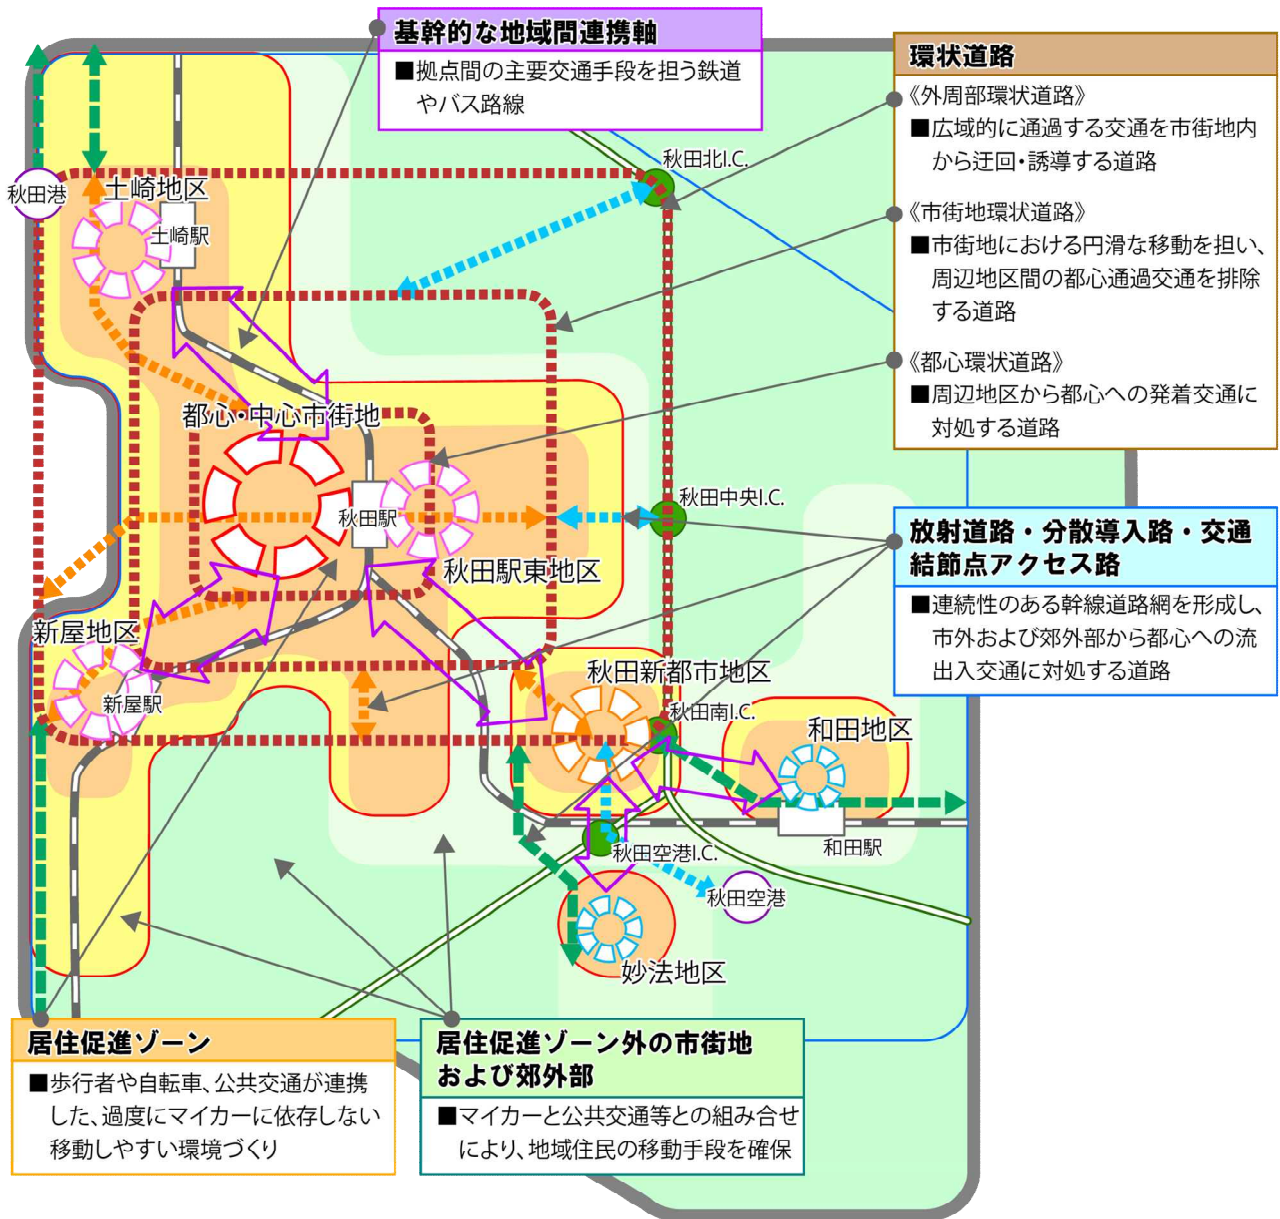 基幹的な地域間連携軸
■拠点間の主要交通手段を担う鉄道
やバス路線
環状道路
《外周部環状道路》
■広域的に通過する交通を市街地内
から迂回・誘導する道路
《市街地環状道路》
■市街地における円滑な移動を担い、
周辺地区間の都心通過交通を排除
する道路
《都心環状道路》
■周辺地区から都心への発着交通に
対処する道路
放射道路・分散導入路・交通
結節点アクセス路
■連続性のある幹線道路網を形成し、
市外および郊外部から都心への流
出入交通に対処する道路
秋田北I.C.
秋田港
土崎地区
土崎駅
都心・中心市街地
秋田駅
秋田中央I.C.
秋田駅東地区
新屋地区
新屋駅
秋田新都市地区
秋田南I.C.
和田地区
和田駅
秋田空港I.C.
秋田空港
妙法地区
居住促進ゾーン
■歩行者や自転車、公共交通が連携
した、過度にマイカーに依存しない
移動しやすい環境づくり
居住促進ゾーン外の市街地
および郊外部
■マイカーと公共交通等との組み合せ
により、地域住民の移動手段を確保